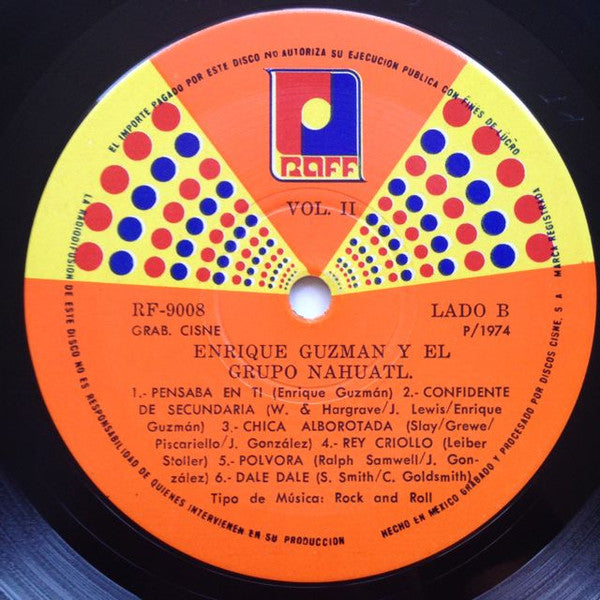 EL IMPORTE PAGADO POR ESTE DISCO NO AUTORIZA SU EJECUCION PUBLICA CON FINES DE LUCRO
RAFF
VOL. II
RF-9008
GRAB. CISNE
LADO B
P/1974
ENRIQUE GUZMAN Y EL
GRUPO NAHUATL.
1.- PENSABA EN TI (Enrique Guzmán) 2.- CONFIDENTE
DE SECUNDARIA (W. & Hargrave/J. Lewis/Enrique
Guzmán) 3.- CHICA ALBOROTADA (Slay/Grewe/
Piscariello/J. González) 4.- REY CRIOLLO (Leiber
Stoller) 5.- POLVORA (Ralph Samwell/J. Gon-
zález) 6.- DALE DALE (S. Smith/C. Goldsmith)
Tipo de Música: Rock and Roll
LA RADIODIFUSION DE ESTE DISCO NO ES RESPONSABILIDAD DE QUIENES INTERVIENEN EN SU PRODUCCION
HECHO EN MEXICO GRABADO Y PROCESADO POR DISCOS CISNE, S A MARCA REGISTRADA